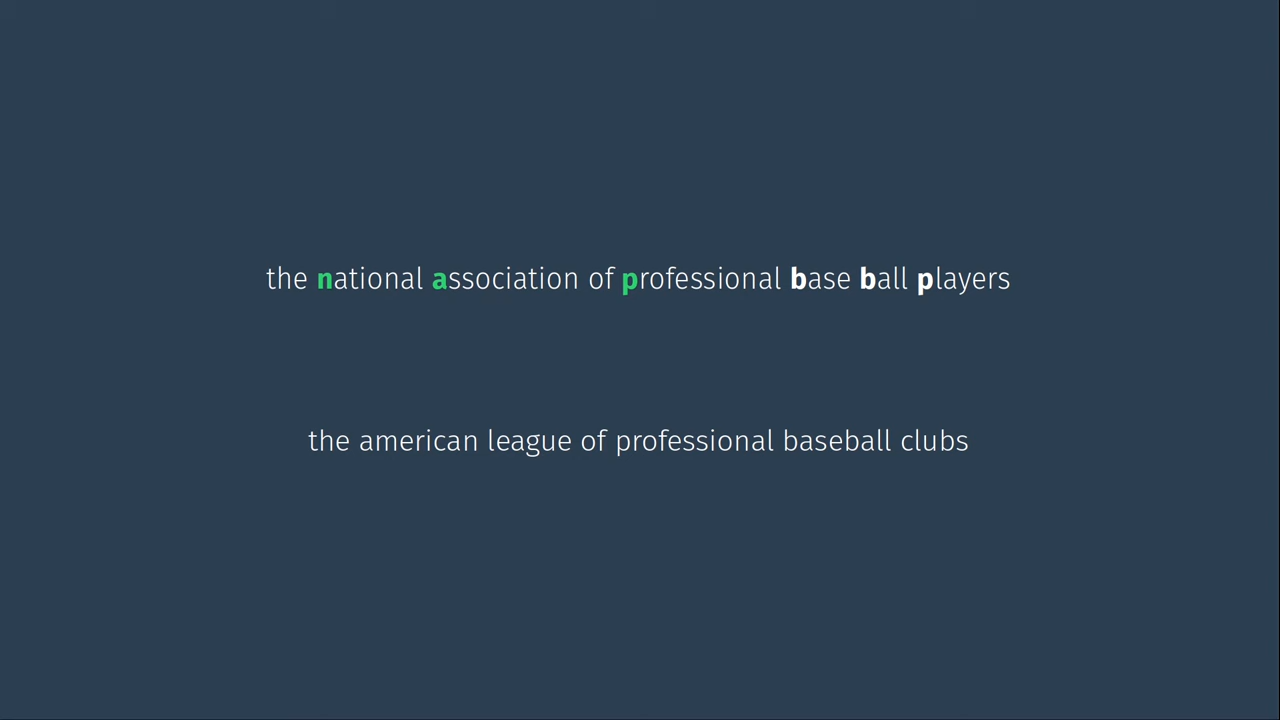 the national association of professional base ball players
the american league of professional baseball clubs